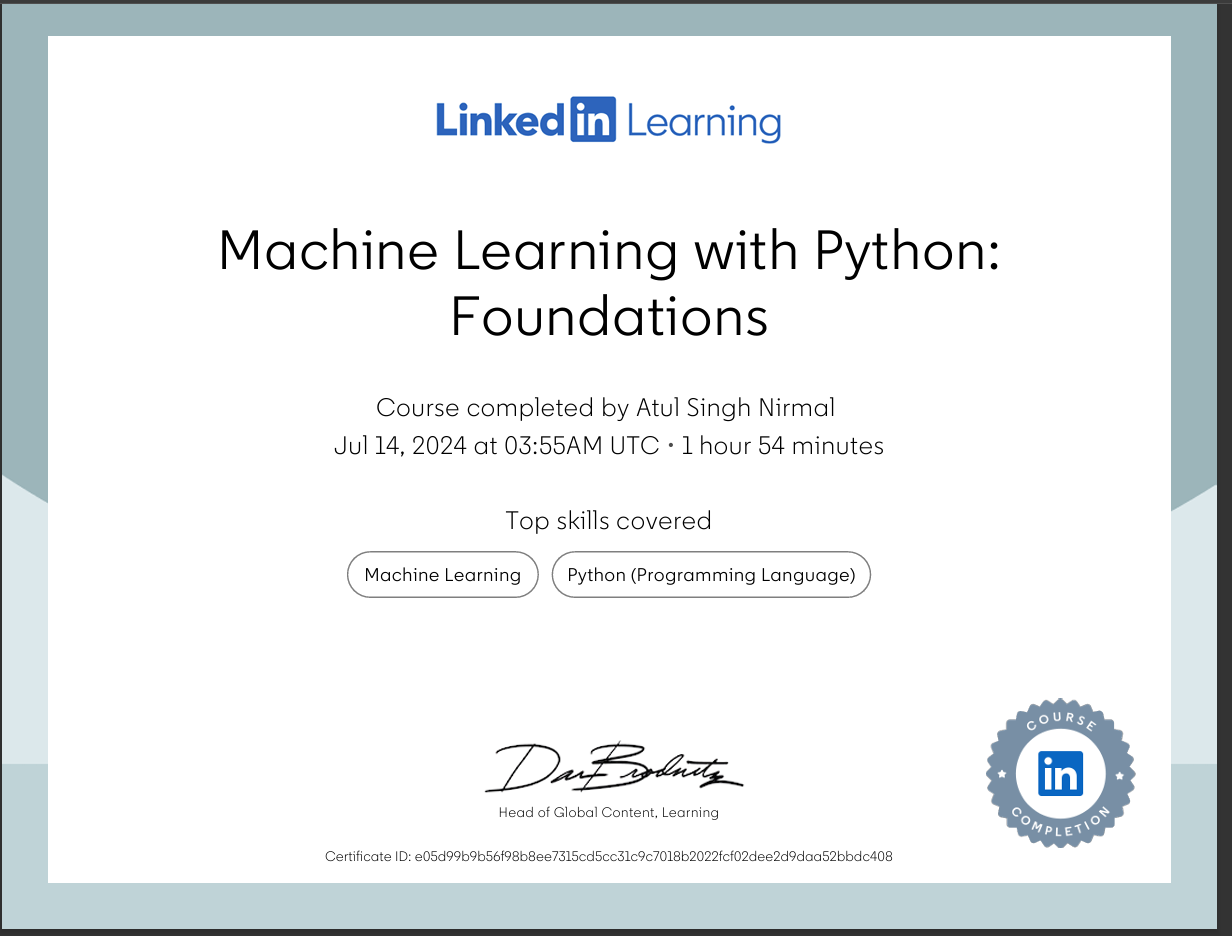 Linkedin Learning
Machine Learning with Python:
Foundations
Course completed by Atul Singh Nirmal
Jul 14, 2024 at 03:55AM UTC • 1 hour 54 minutes
Top skills covered
Machine Learning
Python (Programming Language)
Dan Brodnitz
Head of Global Content, Learning
Certificate ID: e05d99b9b56f98b8ee7315cd5cc31c9c7018b2022fcf02dee2d9daa52bbdc408
COURSE
in
COMPLETION